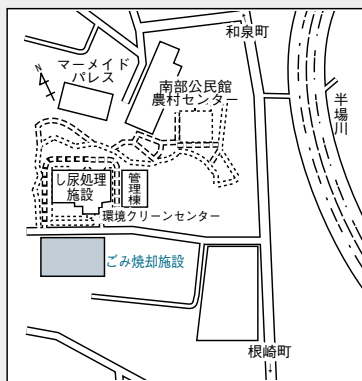 和泉町
マーメイド
パレス
N
南部公民館
農村センター
半場川
し尿処理
施設
管理棟
環境クリーンセンター
ごみ焼却施設
根崎町
↓